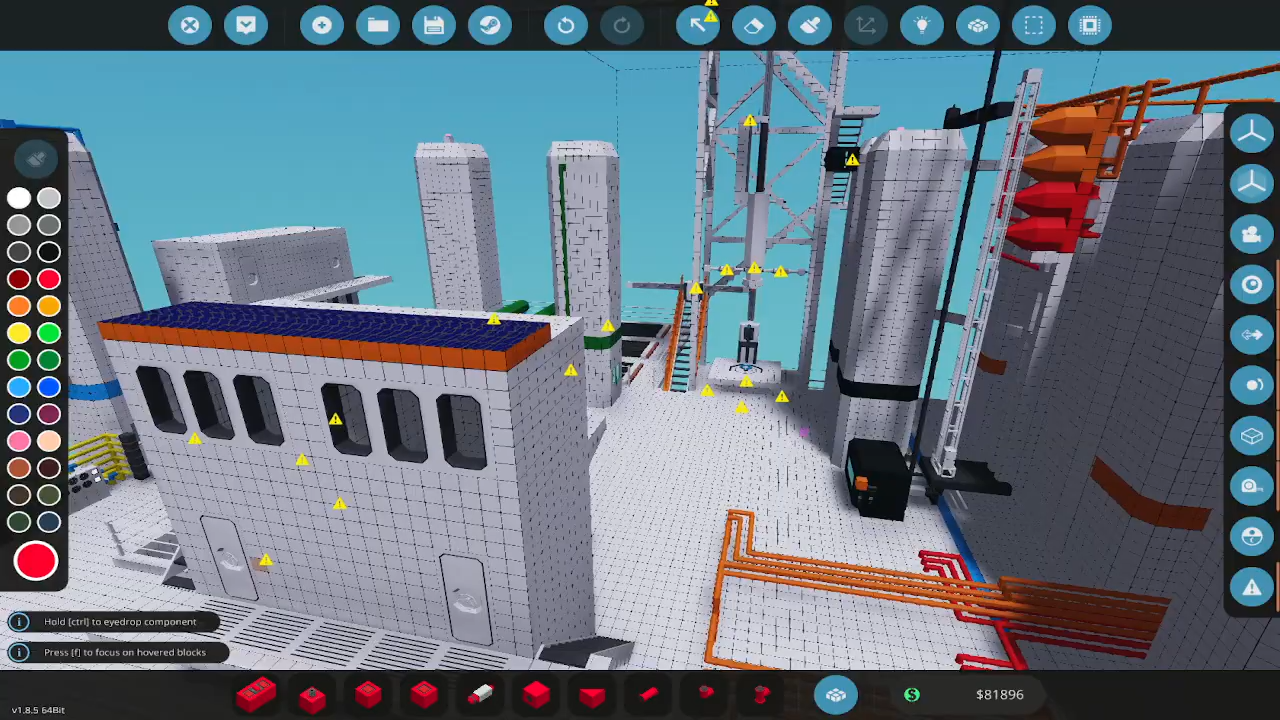 Hold [ctrl] to eyedrop component
Press [f] to focus on hovered blocks
$81896
v1.8.5 64Bit